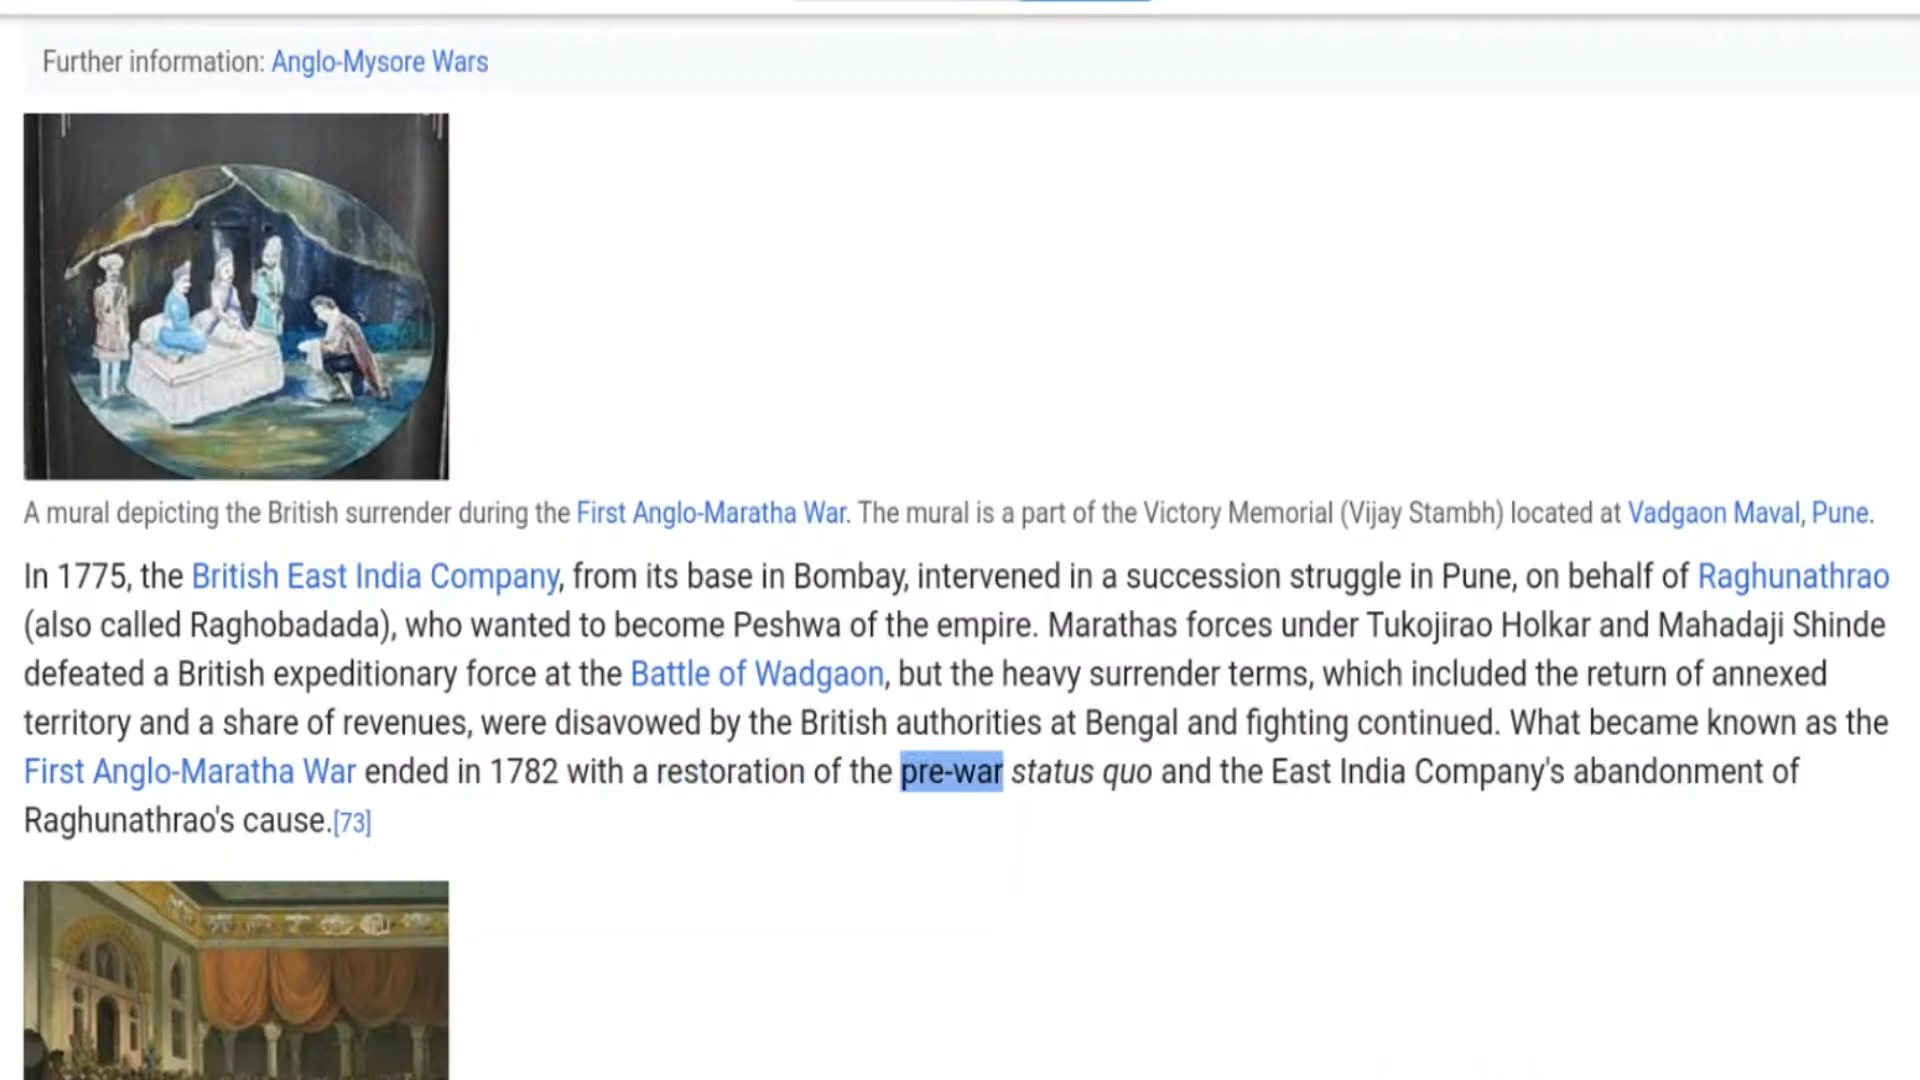 Further information: Anglo-Mysore Wars
A mural depicting the British surrender during the First Anglo-Maratha War. The mural is a part of the Victory Memorial (Vijay Stambh) located at Vadgaon Maval, Pune.
In 1775, the British East India Company, from its base in Bombay, intervened in a succession struggle in Pune, on behalf of Raghunathrao
(also called Raghobadada), who wanted to become Peshwa of the empire. Marathas forces under Tukojirao Holkar and Mahadaji Shinde
defeated a British expeditionary force at the Battle of Wadgaon, but the heavy surrender terms, which included the return of annexed
territory and a share of revenues, were disavowed by the British authorities at Bengal and fighting continued. What became known as the
First Anglo-Maratha War ended in 1782 with a restoration of the pre-war status quo and the East India Company's abandonment of
Raghunathrao's cause.[73]